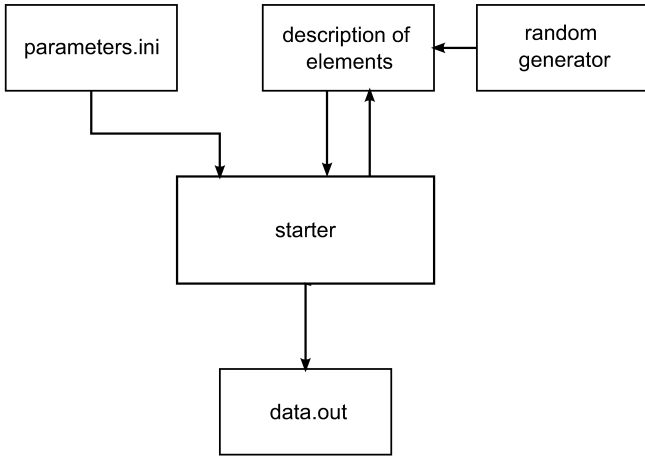 parameters.ini
description of
elements
random
generator
starter
data.out